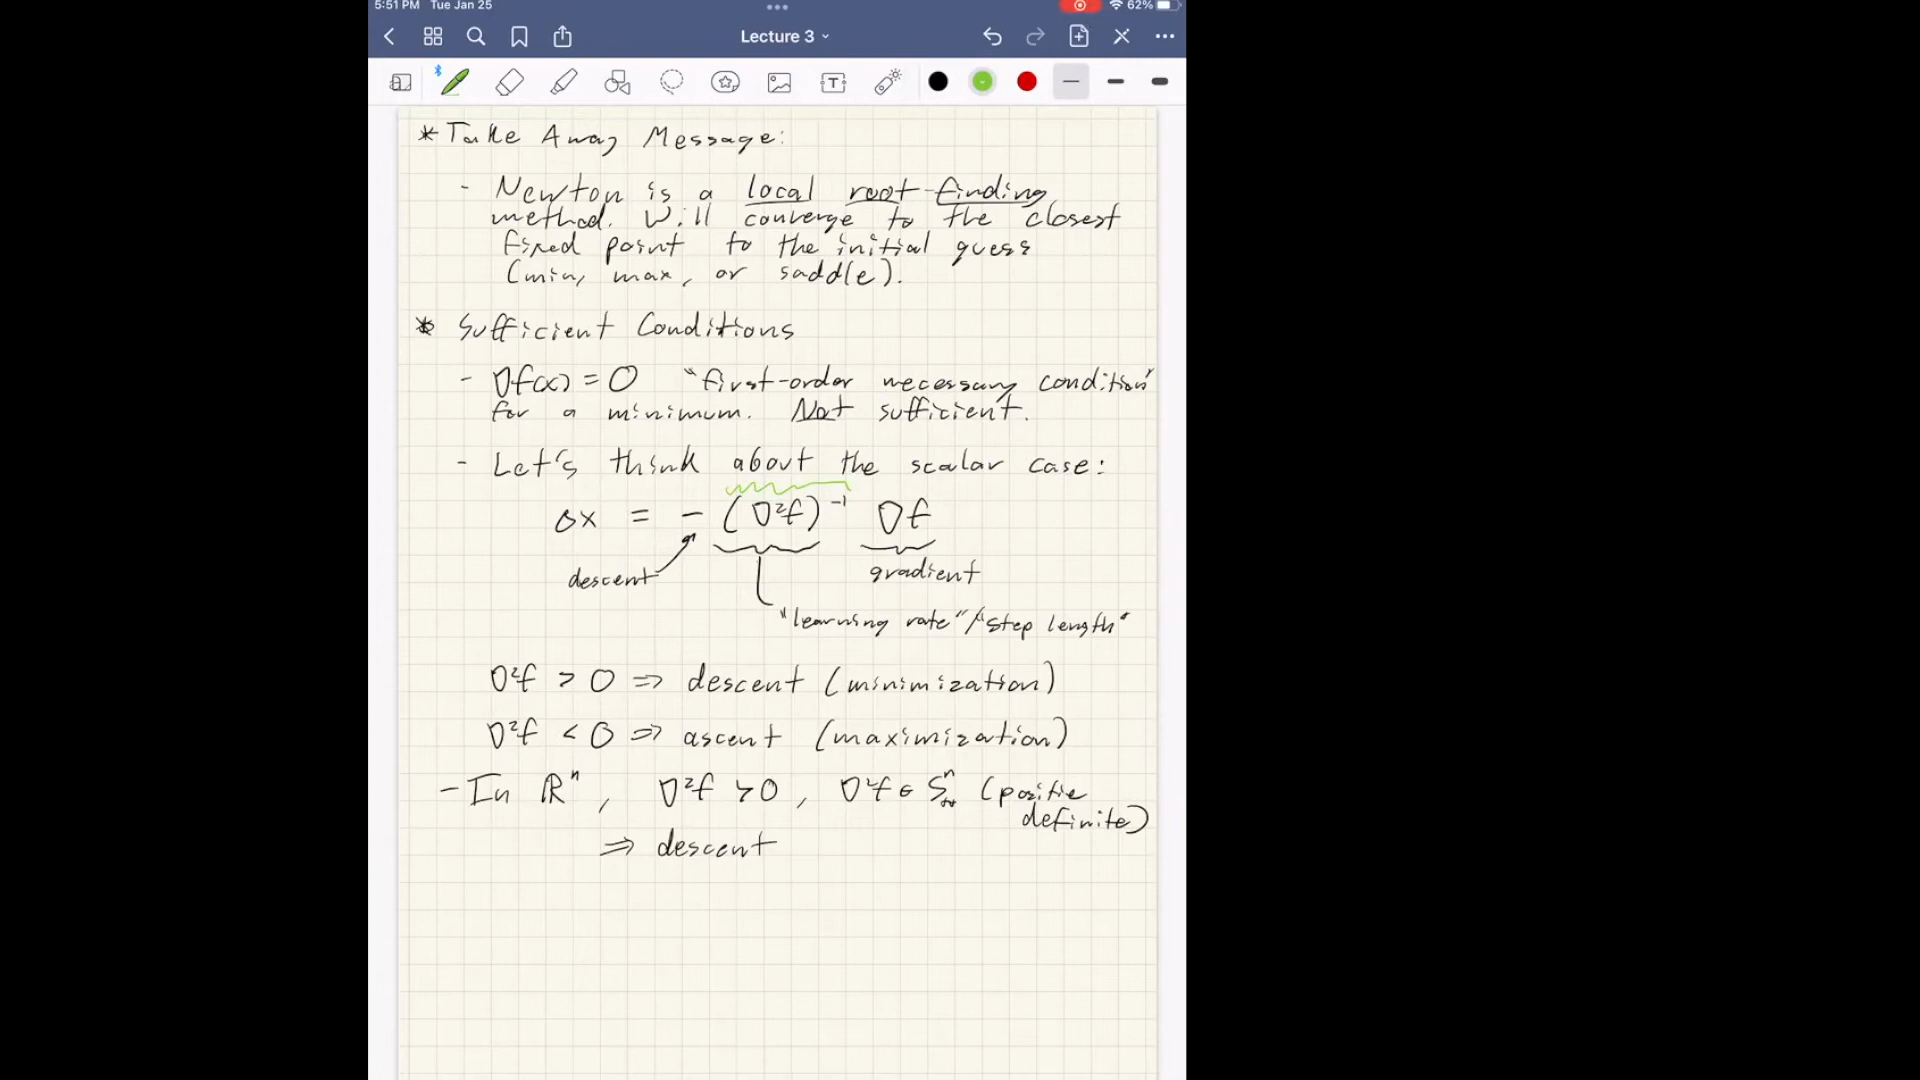 5:51 PM Tue Jan 25
62%
Lecture 3
* Take Away Message:
- Newton is a local root-finding
method. Will converge to the closest
fixed point to the initial guess
(min, max, or saddle).
* Sufficient Conditions
- ∇f(x) = 0 "first-order necessary condition"
for a minimum. Not sufficient.
- Let's think about the scalar case:
Δx = - (∇²f)⁻¹ ∇f
descent
gradient
"learning rate"/"step length"
∇²f > 0 ⇒ descent (minimization)
∇²f < 0 ⇒ ascent (maximization)
- In ℝⁿ, ∇²f ≻ 0, ∇²f ∈ Sⁿ₊₊ (positive
definite)
⇒ descent